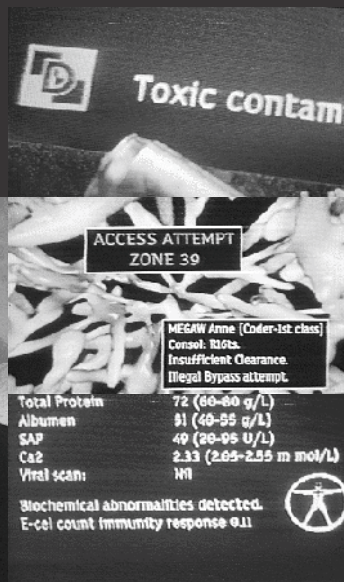 Toxic contam
ACCESS ATTEMPT
ZONE 39
MEGAW Anne [Coder-1st class]
Consol:
Insufficient Clearance.
Illegal Bypass attempt.
Total Protein 72 (60-80 g/L)
Albumen 51 (40-55 g/L)
SAP 49 (20-95 U/L)
Ca2 2.33 (2.05-2.55 m mol/L)
Viral scan: Nil
Biochemical abnormalities detected.
E-cel count immunity response 0.11